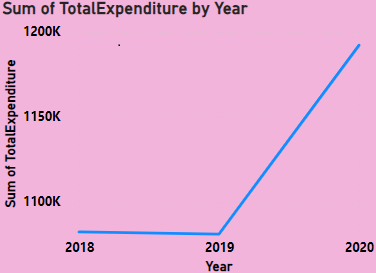 Sum of TotalExpenditure by Year
1200K
1150K
1100K
Sum of TotalExpenditure
2018 2019 2020
Year